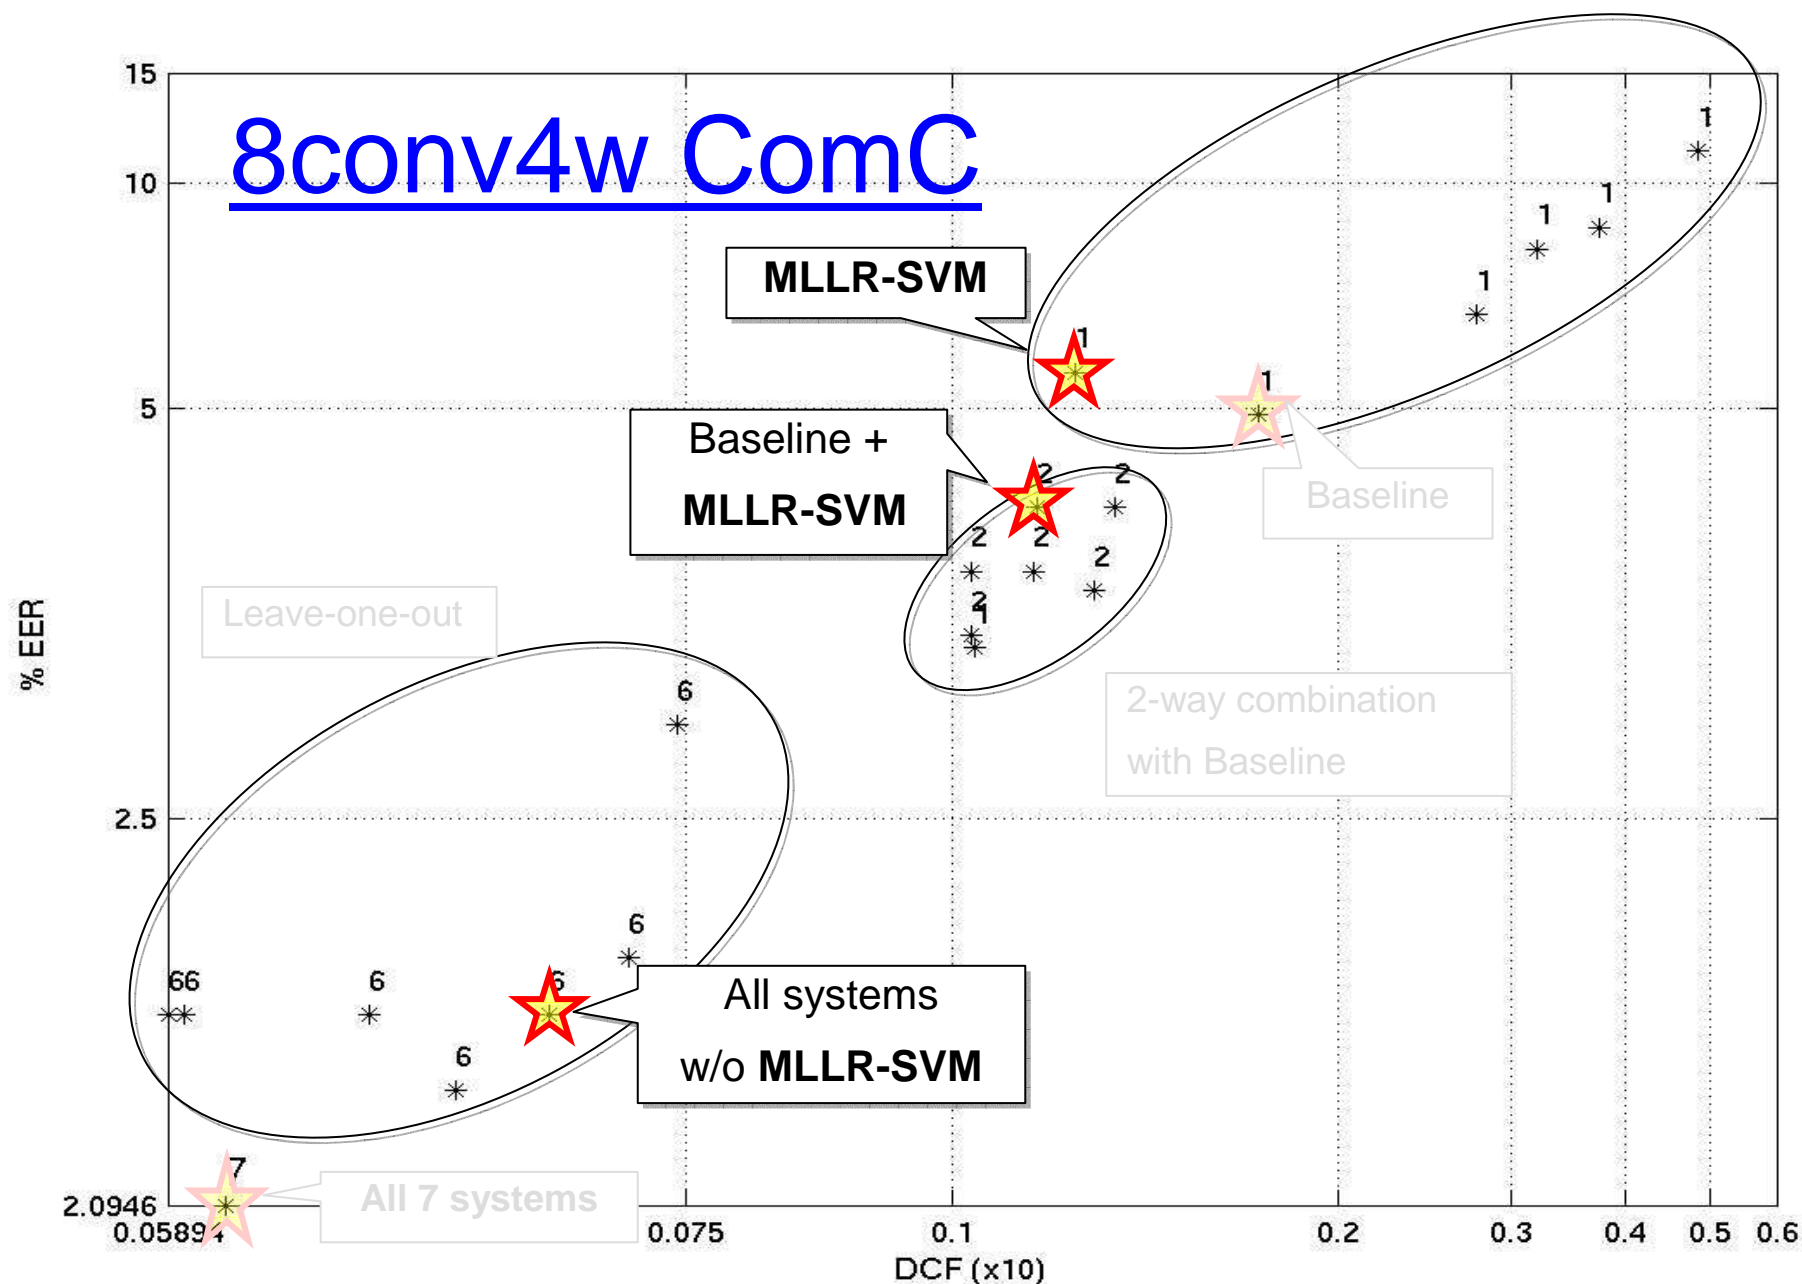 8conv4w ComC
15
10
5
2.5
2.0946
% EER
0.05894
0.075
0.1
0.2
0.3
0.4
0.5
0.6
DCF (x10)
MLLR-SVM
Baseline +
MLLR-SVM
Baseline
Leave-one-out
2-way combination
with Baseline
All systems
w/o MLLR-SVM
All 7 systems
1
1
1
1
1
1
2
2
2
2
2
2
1
6
6
66
6
6
6
7